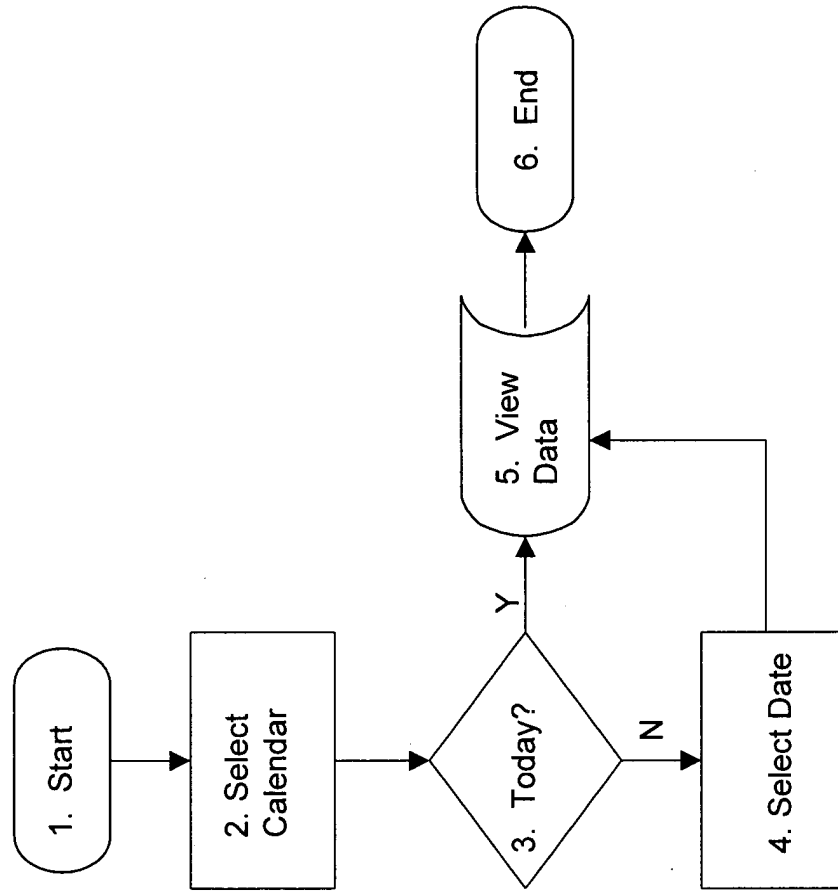 1. Start
2. Select
Calendar
3. Today?
Y
N
4. Select Date
5. View
Data
6. End